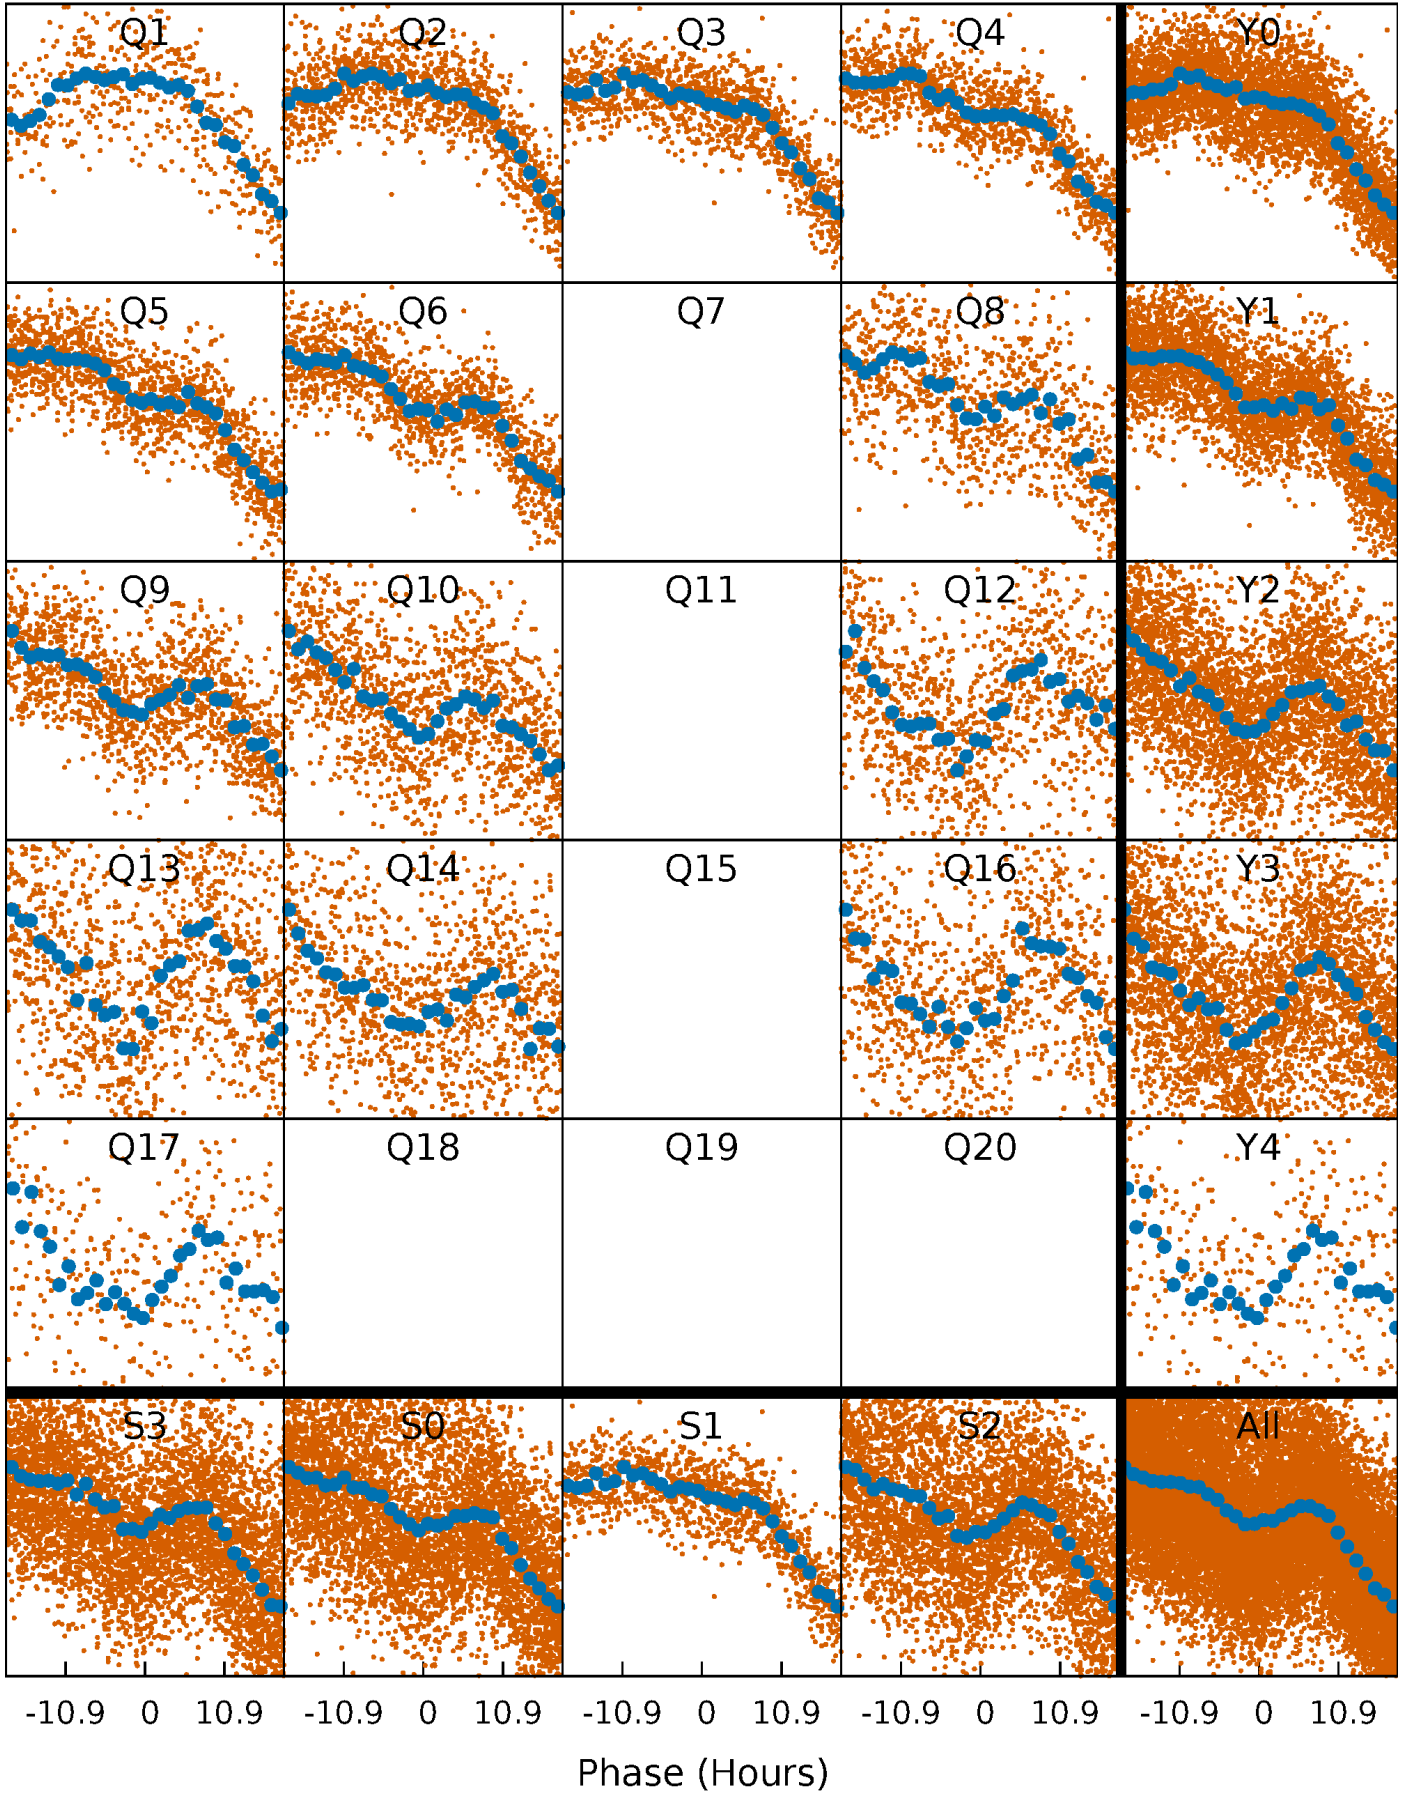 Q1 Q2 Q3 Q4 Y0
Q5 Q6 Q7 Q8 Y1
Q9 Q10 Q11 Q12 Y2
Q13 Q14 Q15 Q16 Y3
Q17 Q18 Q19 Q20 Y4
S3 S0 S1 S2 All
-10.9 0 10.9 -10.9 0 10.9 -10.9 0 10.9 -10.9 0 10.9 -10.9 0 10.9
Phase (Hours)